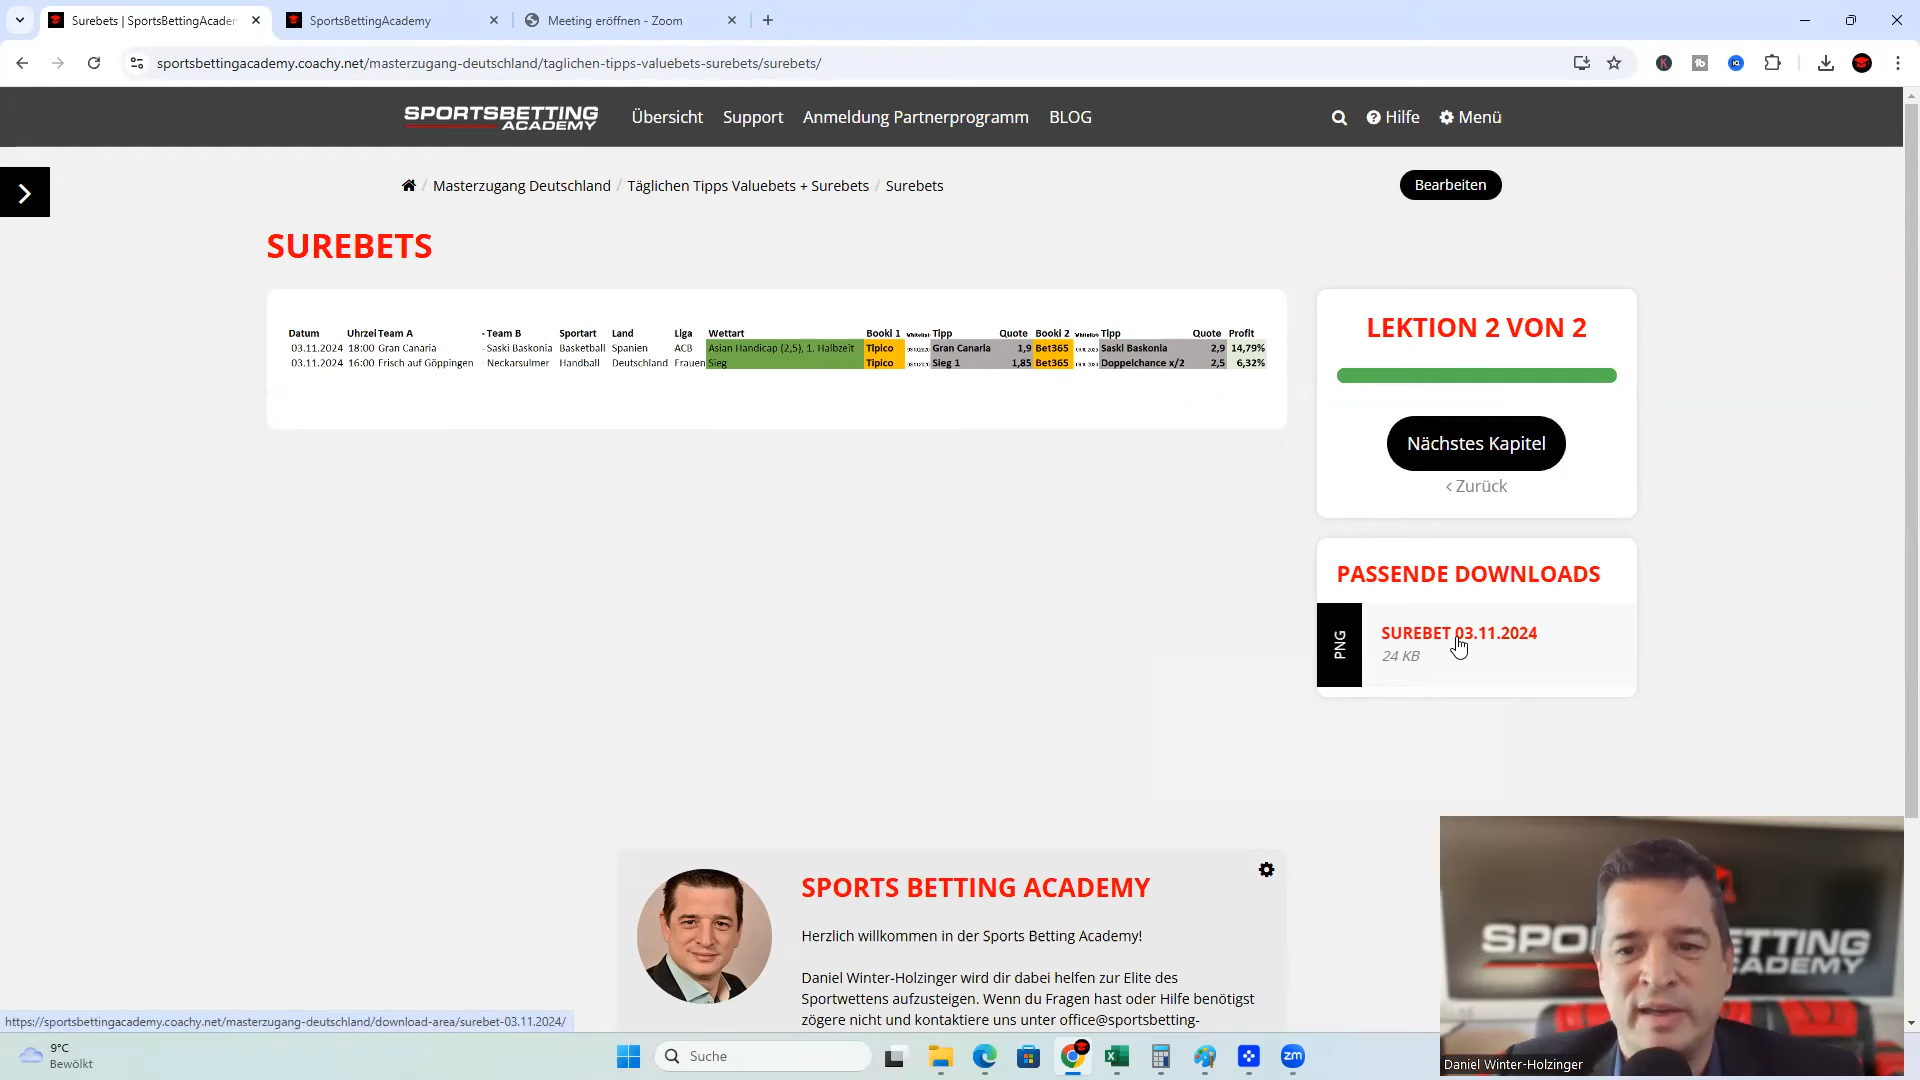 Surebets | SportsBettingAcader
SportsBettingAcademy
Meeting eröffnen - Zoom
sportsbettingacademy.coachy.net/masterzugang-deutschland/taglichen-tipps-valuebets-surebets/surebets/
SPORTSBETTING
ACADEMY
Übersicht
Support
Anmeldung Partnerprogramm
BLOG
Hilfe
Menü
/ Masterzugang Deutschland / Täglichen Tipps Valuebets + Surebets / Surebets
Bearbeiten
SUREBETS
Datum Uhrzei Team A - Team B Sportart Land Liga Wettart Booki 1 Tipp Quote Booki 2 Tipp Quote Profit
03.11.2024 18:00 Gran Canaria - Saski Baskonia Basketball Spanien ACB Asian Handicap (2,5), 1. Halbzeit Tipico Gran Canaria 1,9 Bet365 Saski Baskonia 2,9 14,79%
03.11.2024 16:00 Frisch auf Göppingen - Neckarsulmer Handball Deutschland Frauen Sieg Tipico Sieg 1 1,85 Bet365 Doppelchance x/2 2,5 6,32%
LEKTION 2 VON 2
Nächstes Kapitel
< Zurück
PASSENDE DOWNLOADS
PNG
SUREBET 03.11.2024
24 KB
SPORTS BETTING ACADEMY
Herzlich willkommen in der Sports Betting Academy!
Daniel Winter-Holzinger wird dir dabei helfen zur Elite des
Sportwettens aufzusteigen. Wenn du Fragen hast oder Hilfe benötigst
zögere nicht und kontaktiere uns unter office@sportsbetting-
https://sportsbettingacademy.coachy.net/masterzugang-deutschland/download-area/surebet-03.11.2024/
SPO TTING
ADEMY
Daniel Winter-Holzinger
9°C
Bewölkt
Suche
zm